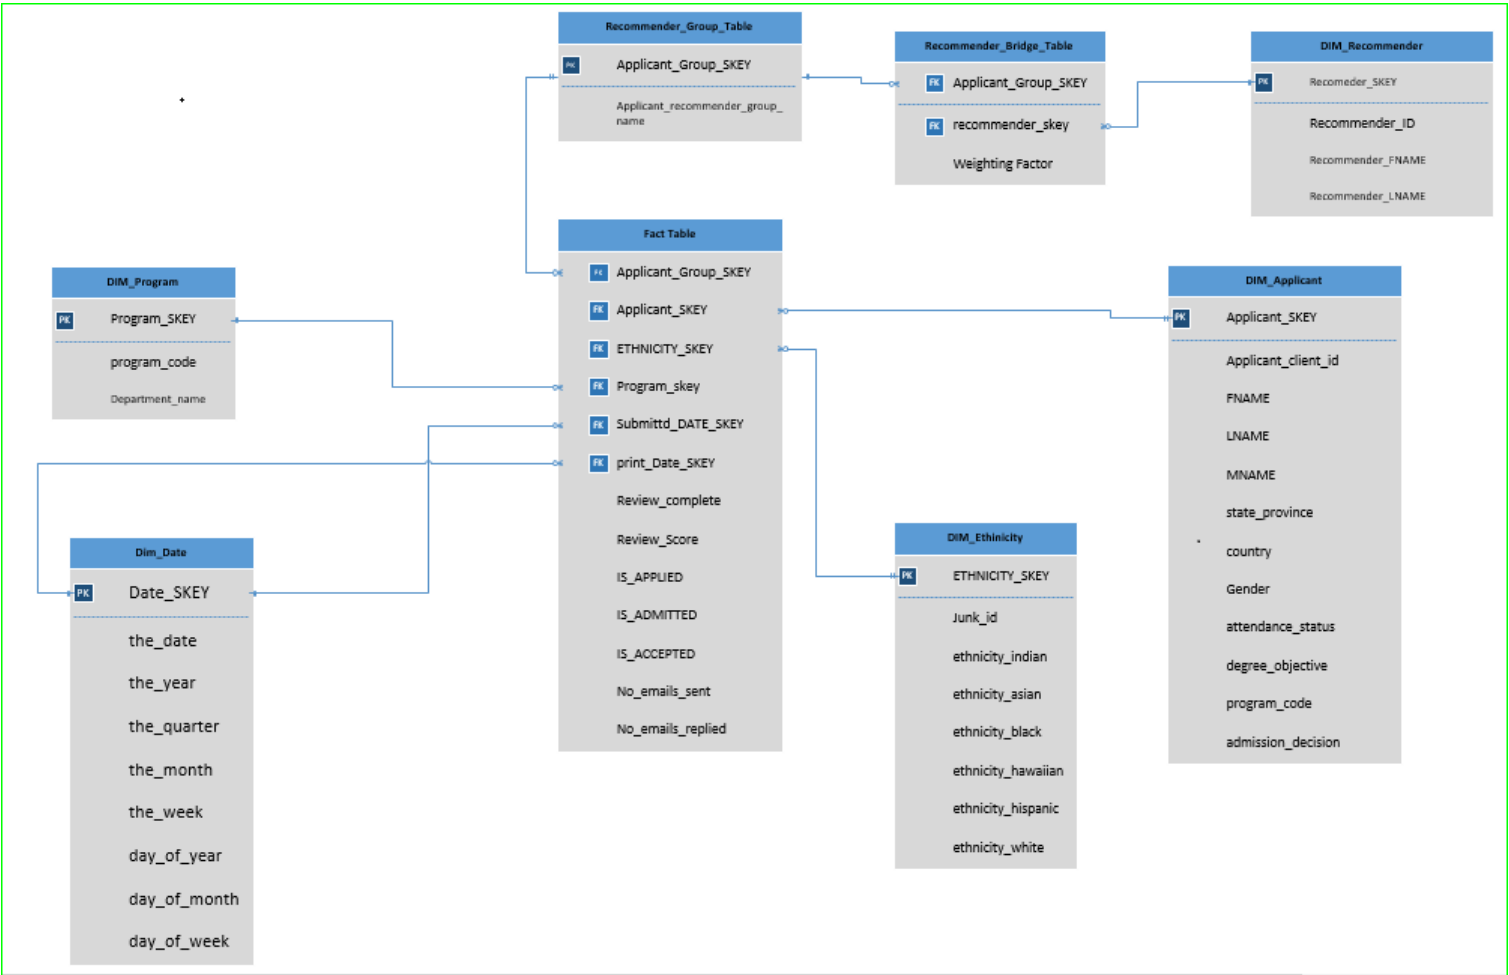 Recommender_Group_Table
PK Applicant_Group_SKEY
Applicant_recommender_group_
name
Recommender_Bridge_Table
FK Applicant_Group_SKEY
FK recommender_skey
Weighting Factor
DIM_Recommender
PK Recomeder_SKEY
Recommender_ID
Recommender_FNAME
Recommender_LNAME
Fact Table
FK Applicant_Group_SKEY
FK Applicant_SKEY
FK ETHNICITY_SKEY
FK Program_skey
FK Submittd_DATE_SKEY
FK print_Date_SKEY
Review_complete
Review_Score
IS_APPLIED
IS_ADMITTED
IS_ACCEPTED
No_emails_sent
No_emails_replied
DIM_Program
PK Program_SKEY
program_code
Department_name
DIM_Applicant
PK Applicant_SKEY
Applicant_client_id
FNAME
LNAME
MNAME
state_province
country
Gender
attendance_status
degree_objective
program_code
admission_decision
Dim_Date
PK Date_SKEY
the_date
the_year
the_quarter
the_month
the_week
day_of_year
day_of_month
day_of_week
DIM_Ethinicity
PK ETHNICITY_SKEY
Junk_id
ethnicity_indian
ethnicity_asian
ethnicity_black
ethnicity_hawaiian
ethnicity_hispanic
ethnicity_white